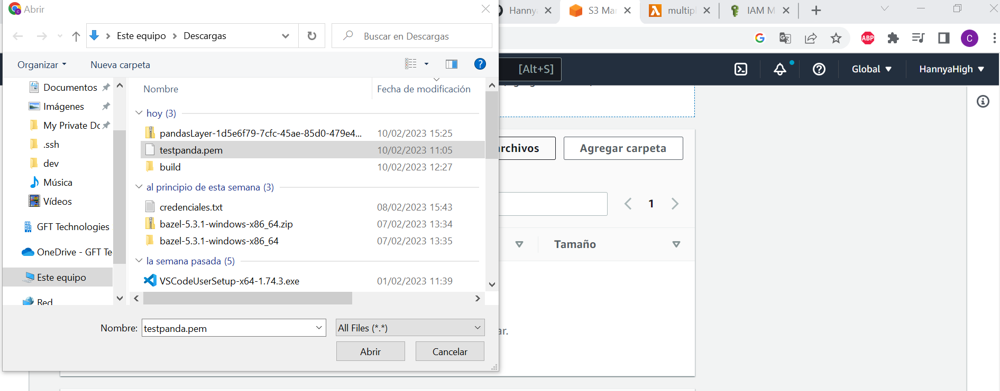 Abrir
Hannya
S3 Mar
multipl
IAM M
Este equipo
Descargas
Buscar en Descargas
ABP
C
Organizar
Nueva carpeta
[Alt+S]
Global
HannyaHigh
Documentos
Imágenes
My Private Dc
.ssh
dev
Música
Vídeos
GFT Technologies
OneDrive - GFT Te
Este equipo
Red
Nombre
Fecha de modificación
hoy (3)
pandasLayer-1d5e6f79-7cfc-45ae-85d0-479e4... 10/02/2023 15:25
testpanda.pem 10/02/2023 11:05
build 10/02/2023 12:27
al principio de esta semana (3)
credenciales.txt 08/02/2023 15:43
bazel-5.3.1-windows-x86_64.zip 07/02/2023 13:34
bazel-5.3.1-windows-x86_64 07/02/2023 13:35
la semana pasada (5)
VSCodeUserSetup-x64-1.74.3.exe 01/02/2023 11:39
Nombre: testpanda.pem All Files (*.*)
Abrir Cancelar
archivos
Agregar carpeta
1
Tamaño
ar.